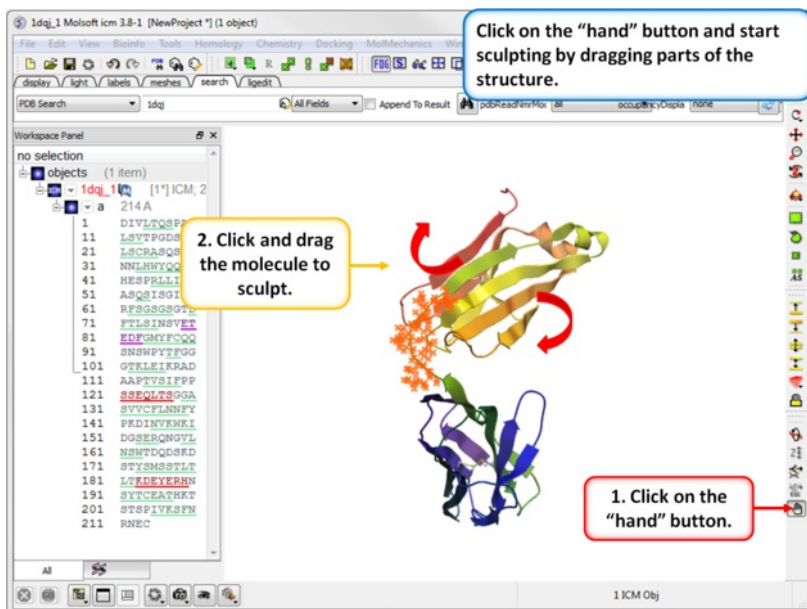 1dqj_1 Molsoft icm 3.8-1 [NewProject *] (1 object)
Click on the “hand” button and start
sculpting by dragging parts of the
structure.
File Edit View Bioinfo Tools Homology Chemistry Docking MolMechanics
display light labels meshes search ligedit
PDB Search 1dqj All Fields Append To Result all none
Workspace Panel
no selection
objects (1 item)
1dqj_1 [1*] ICM; 2
a 214 A
1 DIVLTQSP
11 LSVTPGDS
21 LSCRASQS
31 NNLHWYQQ
41 HESPRLLI
51 ASQSISGI
61 RFSGSGSGT
71 FTLSINSVET
81 EDFGMYFCQQ
91 SNSWPYTFGG
101 GTKLEIKRAD
111 AAPTVSIFPP
121 SSEQLTSGGA
131 SVVCFLNNFY
141 PKDINVKWKI
151 DGSERQNGVL
161 NSWTDQDSKD
171 STYSMSSTLT
181 LTKDEYERHN
191 SYTCEATHKT
201 STSPIVKSFN
211 RNEC
2. Click and drag
the molecule to
sculpt.
1. Click on the
“hand” button.
All
1 ICM Obj